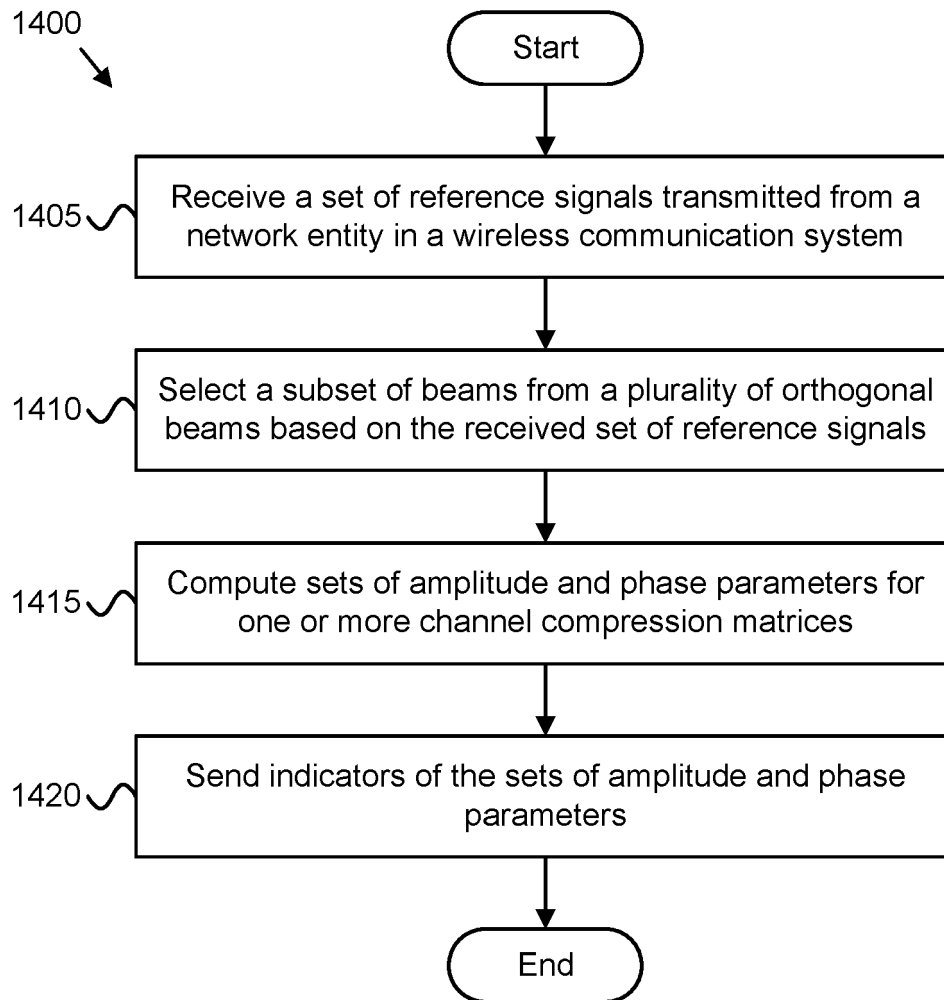 1400
Start
1405
Receive a set of reference signals transmitted from a
network entity in a wireless communication system
1410
Select a subset of beams from a plurality of orthogonal
beams based on the received set of reference signals
1415
Compute sets of amplitude and phase parameters for
one or more channel compression matrices
1420
Send indicators of the sets of amplitude and phase
parameters
End